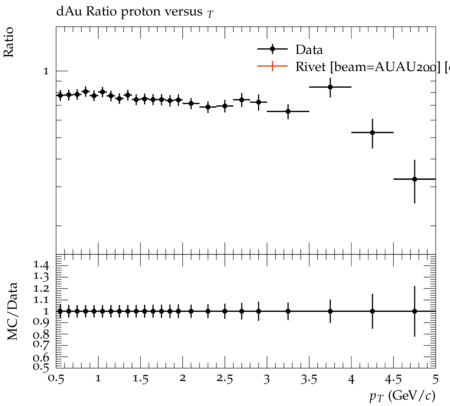 dAu Ratio proton versus T
Ratio
Data
Rivet [beam=AUAU200] [
1
MC/Data
1.4
1.3
1.2
1.1
1
0.9
0.8
0.7
0.6
0.5
0.5 1 1.5 2 2.5 3 3.5 4 4.5 5
pT (GeV/c)